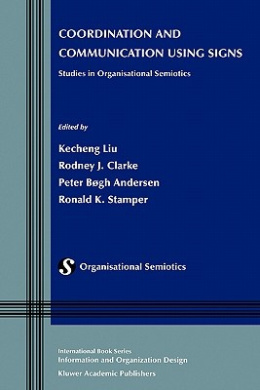 COORDINATION AND
COMMUNICATION USING SIGNS
Studies in Organisational Semiotics
Edited by
Kecheng Liu
Rodney J. Clarke
Peter Bøgh Andersen
Ronald K. Stamper
S Organisational Semiotics
International Book Series
Information and Organization Design
Kluwer Academic Publishers